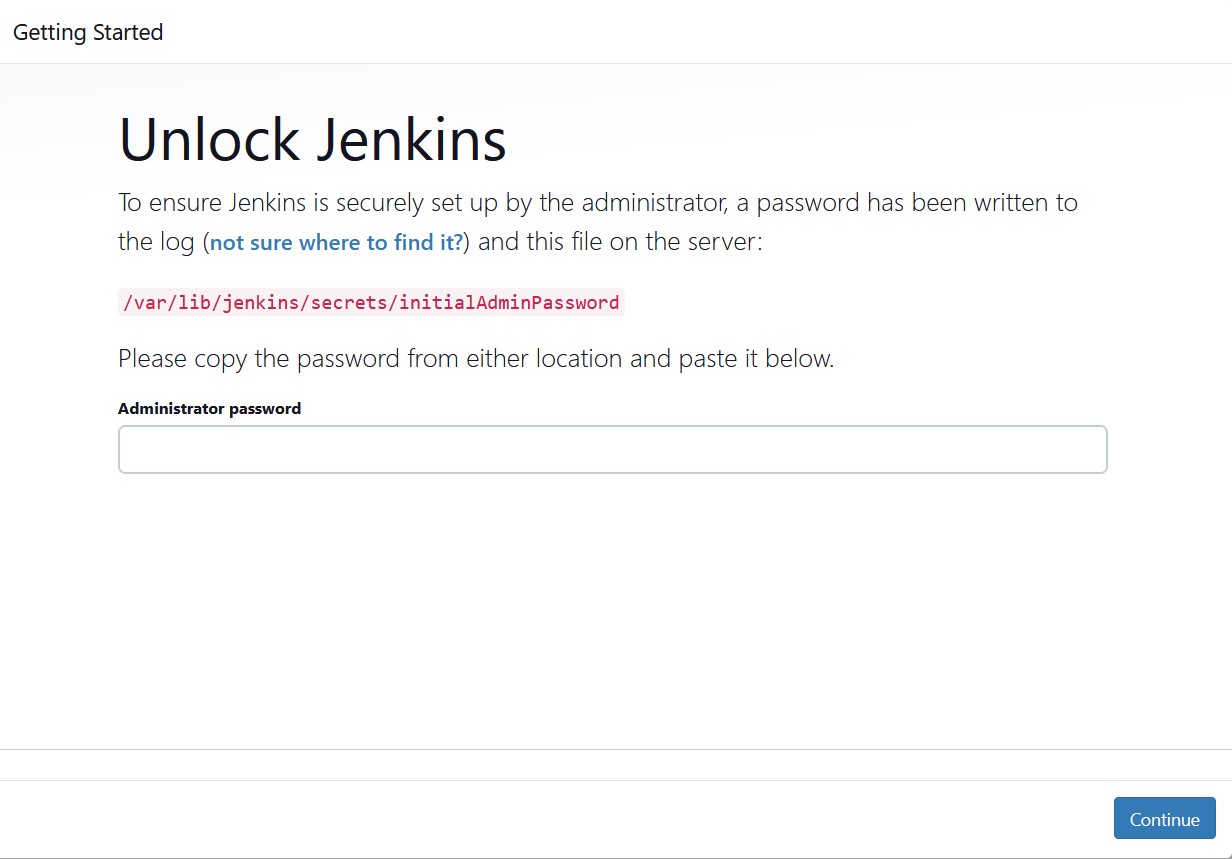 Getting Started
Unlock Jenkins
To ensure Jenkins is securely set up by the administrator, a password has been written to
the log (not sure where to find it?) and this file on the server:
/var/lib/jenkins/secrets/initialAdminPassword
Please copy the password from either location and paste it below.
Administrator password
Continue